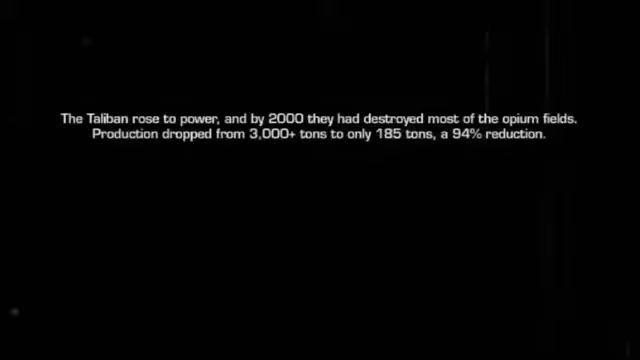 The Taliban rose to power, and by 2000 they had destroyed most of the opium fields.
Production dropped from 3,000+ tons to only 185 tons, a 94% reduction.